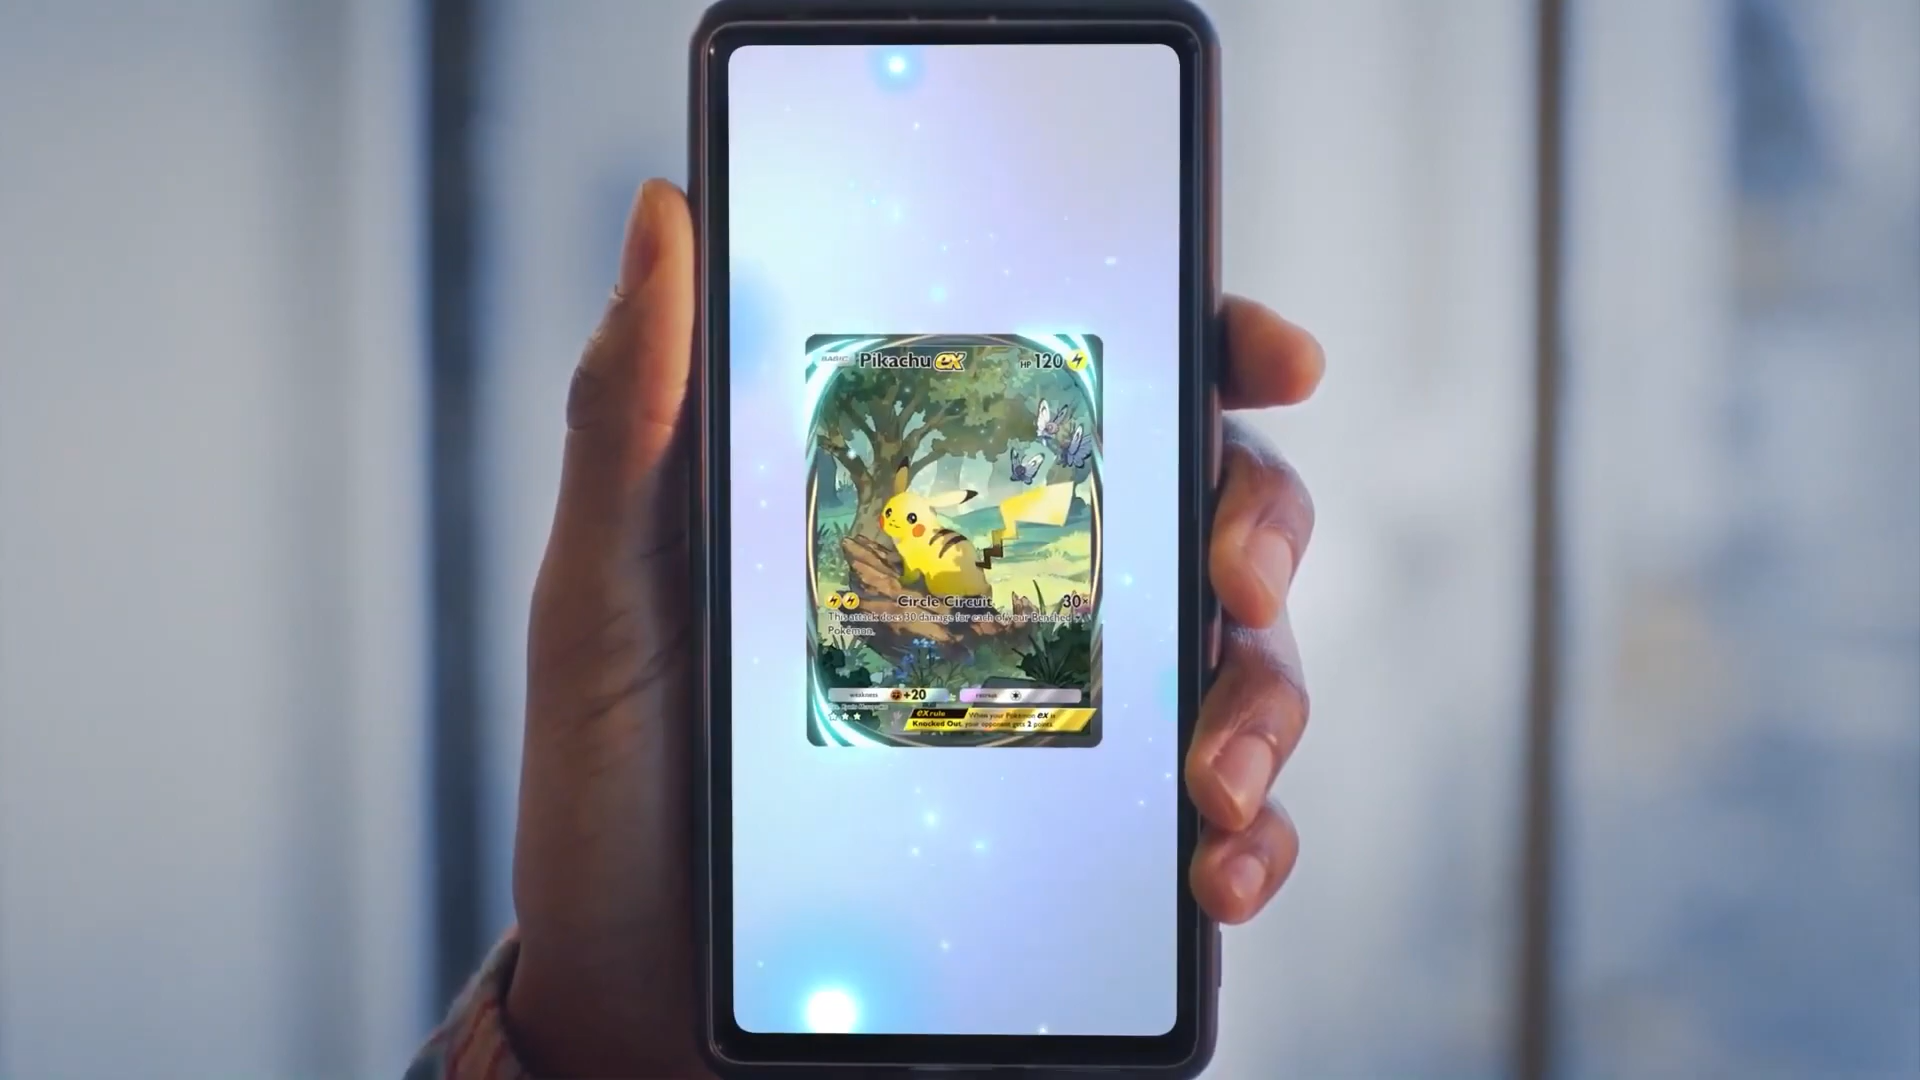 BASIC Pikachu ex HP 120
Circle Circuit 30×
This attack does 30 damage for each of your Benched
Pokémon.
weakness +20 retreat
ex rule When your Pokémon ex is
Knocked Out, your opponent gets 2 points.